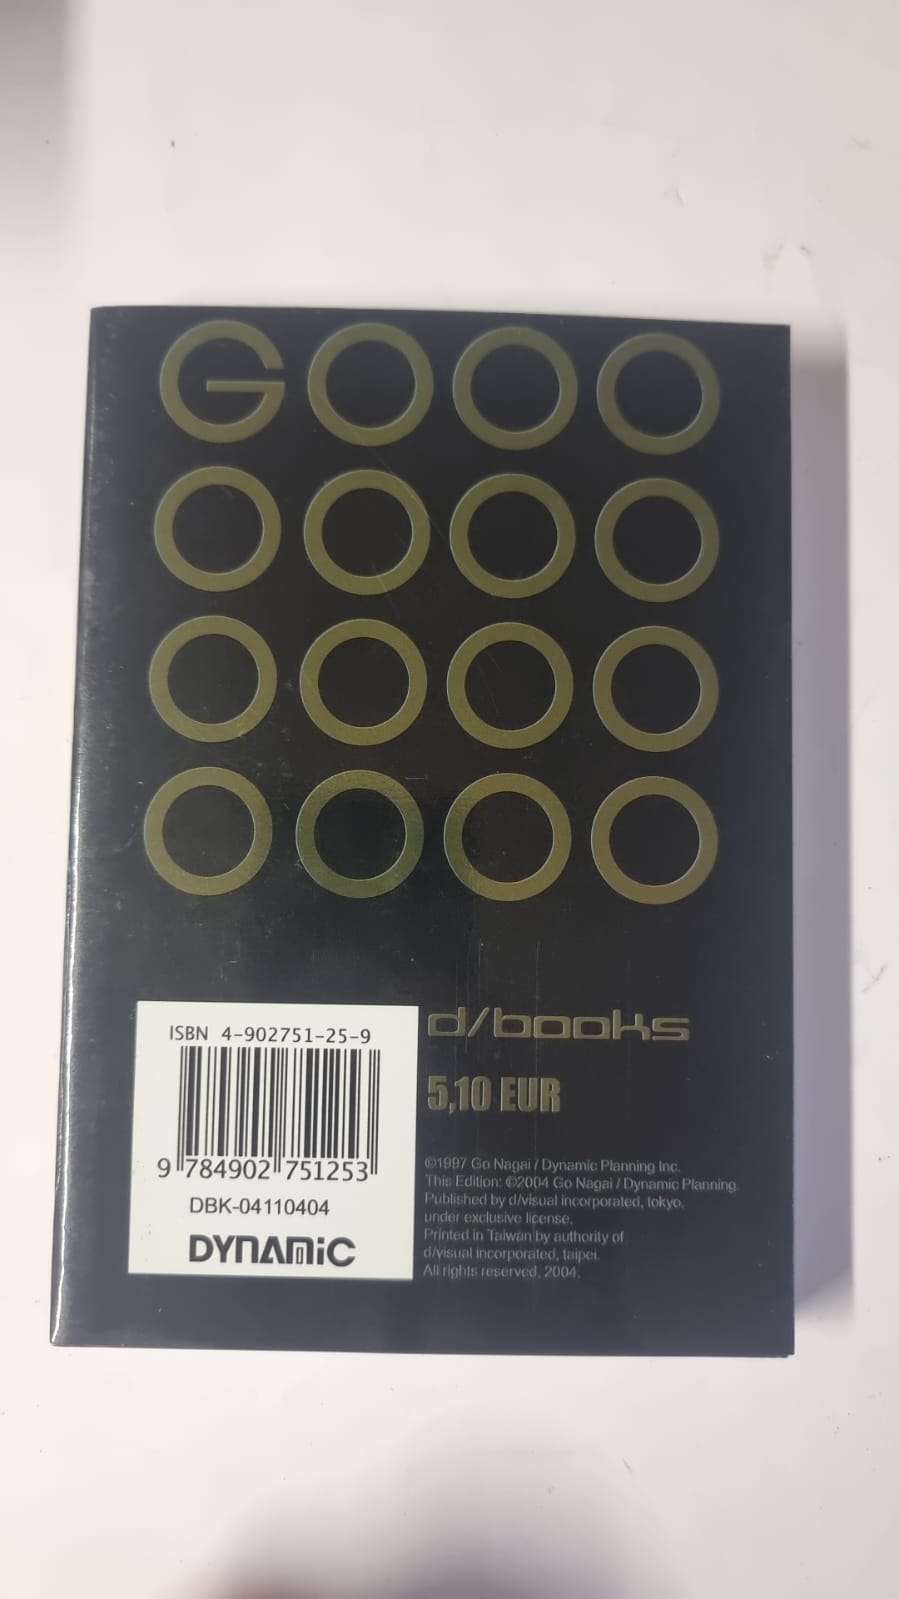 GOOO
OOOO
OOOO
OOOO
d/books
5,10 EUR
ISBN 4-902751-25-9
9 784902 751253
DBK-04110404
DYNAMIC
©1997 Go Nagai / Dynamic Planning Inc.
This Edition: ©2004 Go Nagai / Dynamic Planning.
Published by d/visual incorporated, tokyo,
under exclusive license.
Printed in Taiwan by authority of
d/visual incorporated, taipei.
All rights reserved, 2004.